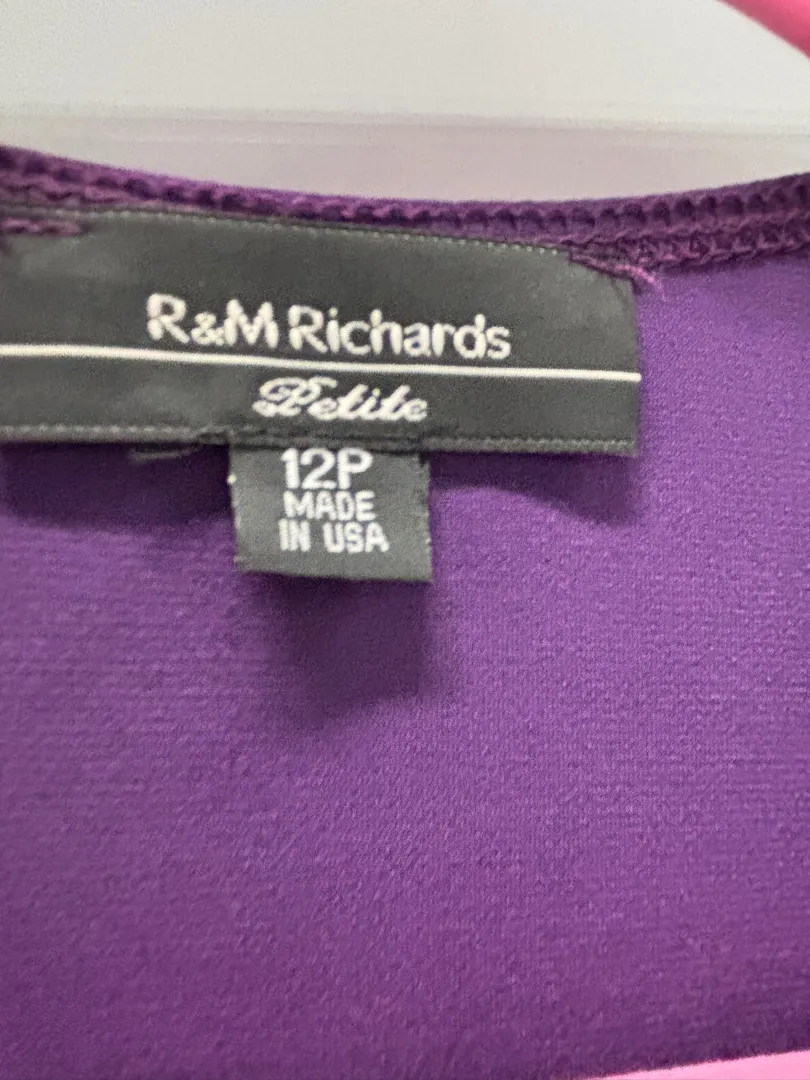 R&M Richards
Petite
12P
MADE
IN USA